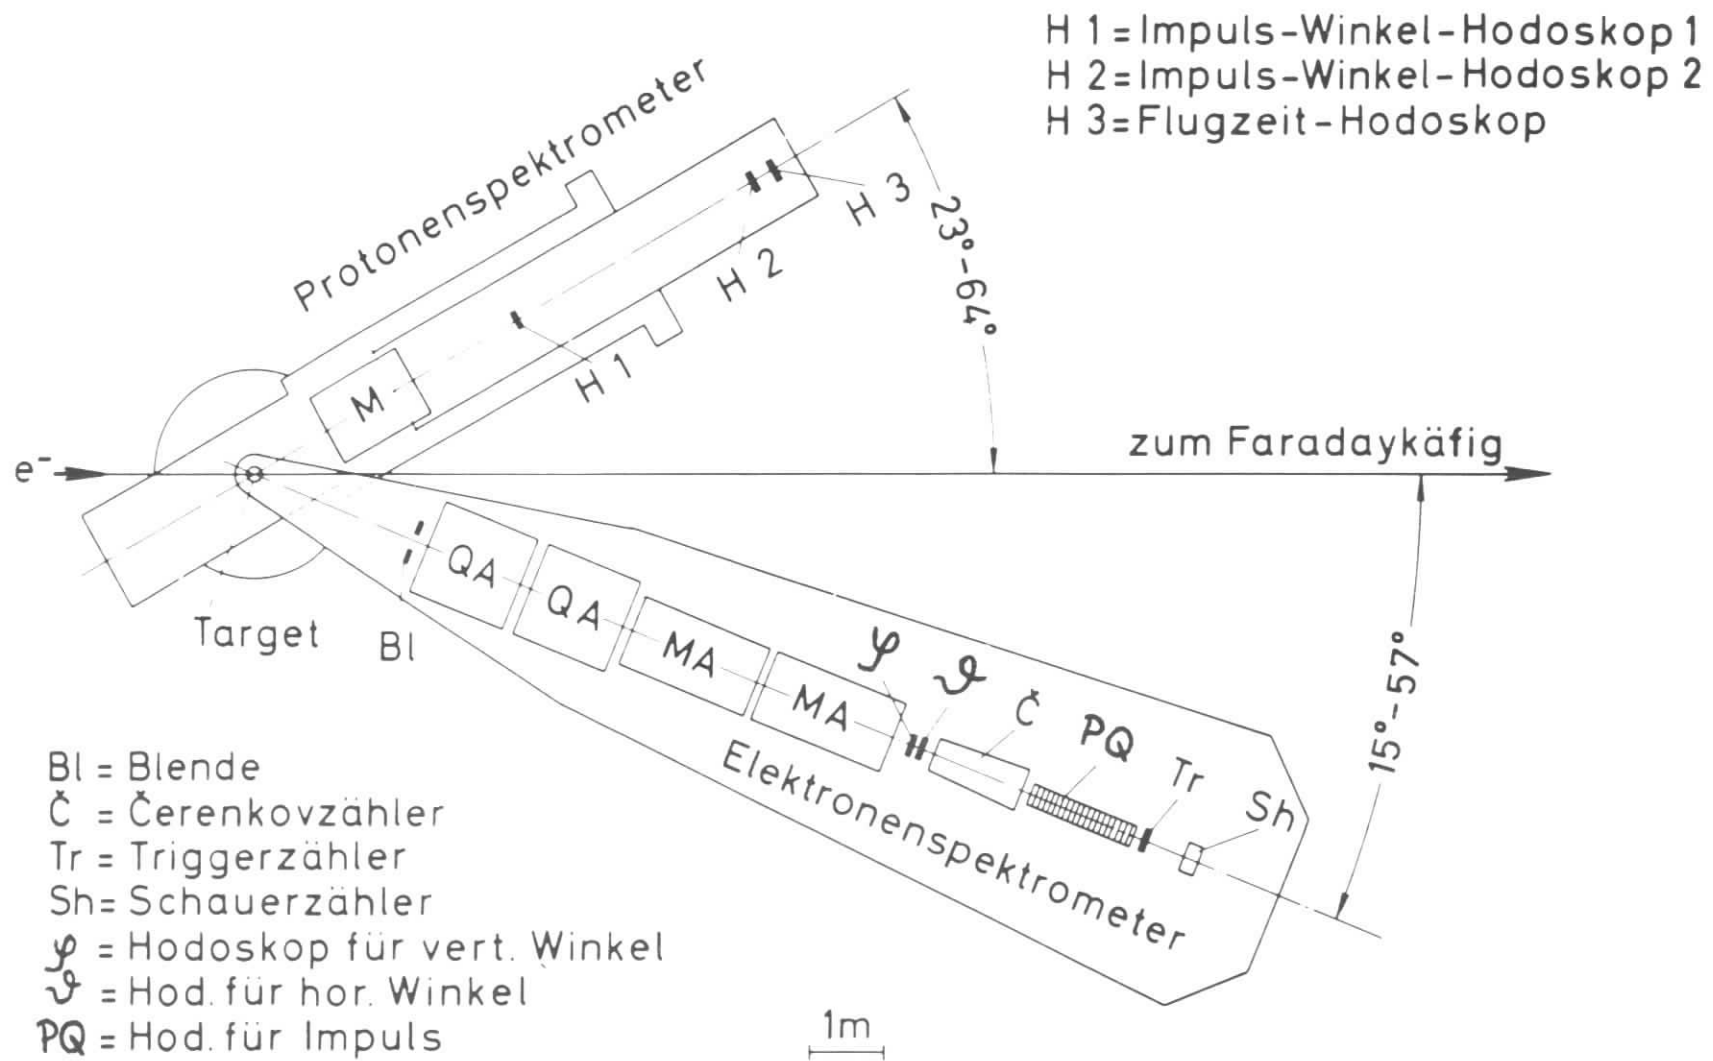 H 1 = Impuls-Winkel-Hodoskop 1
H 2 = Impuls-Winkel-Hodoskop 2
H 3 = Flugzeit-Hodoskop
Protonenspektrometer
H 3
H 2
H 1
23°-64°
M
zum Faradaykäfig
e⁻
QA
QA
MA
MA
Target
Bl
φ
ϑ
Č
PQ
Tr
Sh
15°-57°
Elektronenspektrometer
Bl = Blende
Č = Čerenkovzähler
Tr = Triggerzähler
Sh = Schauerzähler
φ = Hodoskop für vert. Winkel
ϑ = Hod. für hor. Winkel
PQ = Hod. für Impuls
1m